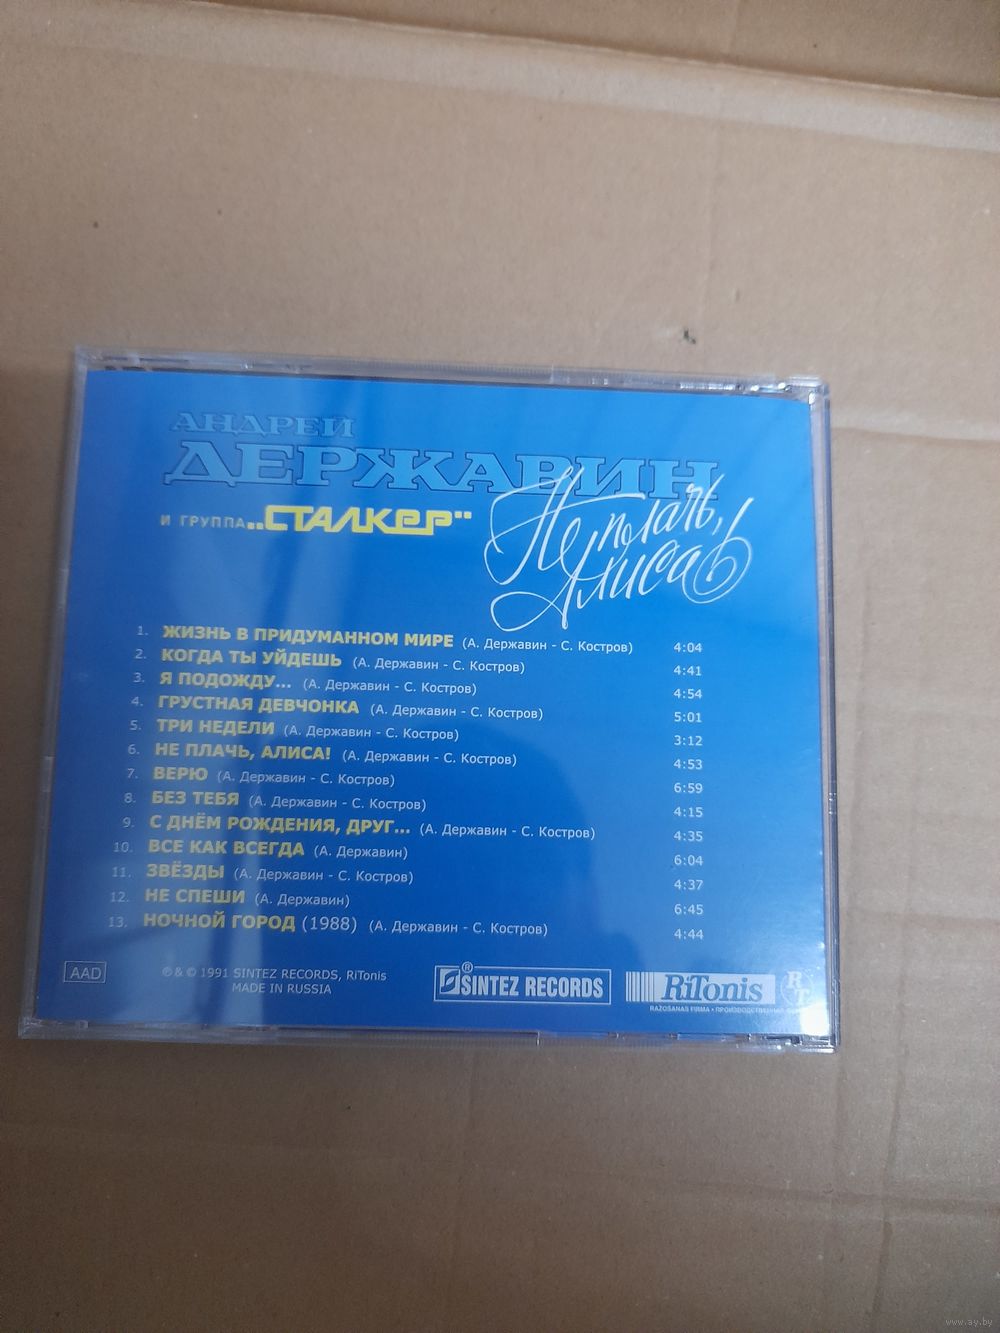 АНДРЕЙ
ДЕРЖАВИН
И ГРУППА „СТАЛКЕР"
Не плачь,
Алиса!
1. ЖИЗНЬ В ПРИДУМАННОМ МИРЕ (А. Державин - С. Костров) 4:04
2. КОГДА ТЫ УЙДЕШЬ (А. Державин - С. Костров) 4:41
3. Я ПОДОЖДУ... (А. Державин - С. Костров) 4:54
4. ГРУСТНАЯ ДЕВЧОНКА (А. Державин - С. Костров) 5:01
5. ТРИ НЕДЕЛИ (А. Державин - С. Костров) 3:12
6. НЕ ПЛАЧЬ, АЛИСА! (А. Державин - С. Костров) 4:53
7. ВЕРЮ (А. Державин - С. Костров) 6:59
8. БЕЗ ТЕБЯ (А. Державин - С. Костров) 4:15
9. С ДНЁМ РОЖДЕНИЯ, ДРУГ... (А. Державин - С. Костров) 4:35
10. ВСЕ КАК ВСЕГДА (А. Державин) 6:04
11. ЗВЁЗДЫ (А. Державин - С. Костров) 4:37
12. НЕ СПЕШИ (А. Державин) 6:45
13. НОЧНОЙ ГОРОД (1988) (А. Державин - С. Костров) 4:44
AAD
℗ & © 1991 SINTEZ RECORDS, RiTonis
MADE IN RUSSIA
® SINTEZ RECORDS
RiTonis
RAZOŠANAS FIRMA • ПРОИЗВОДСТВЕННАЯ
R T
www.ay.by